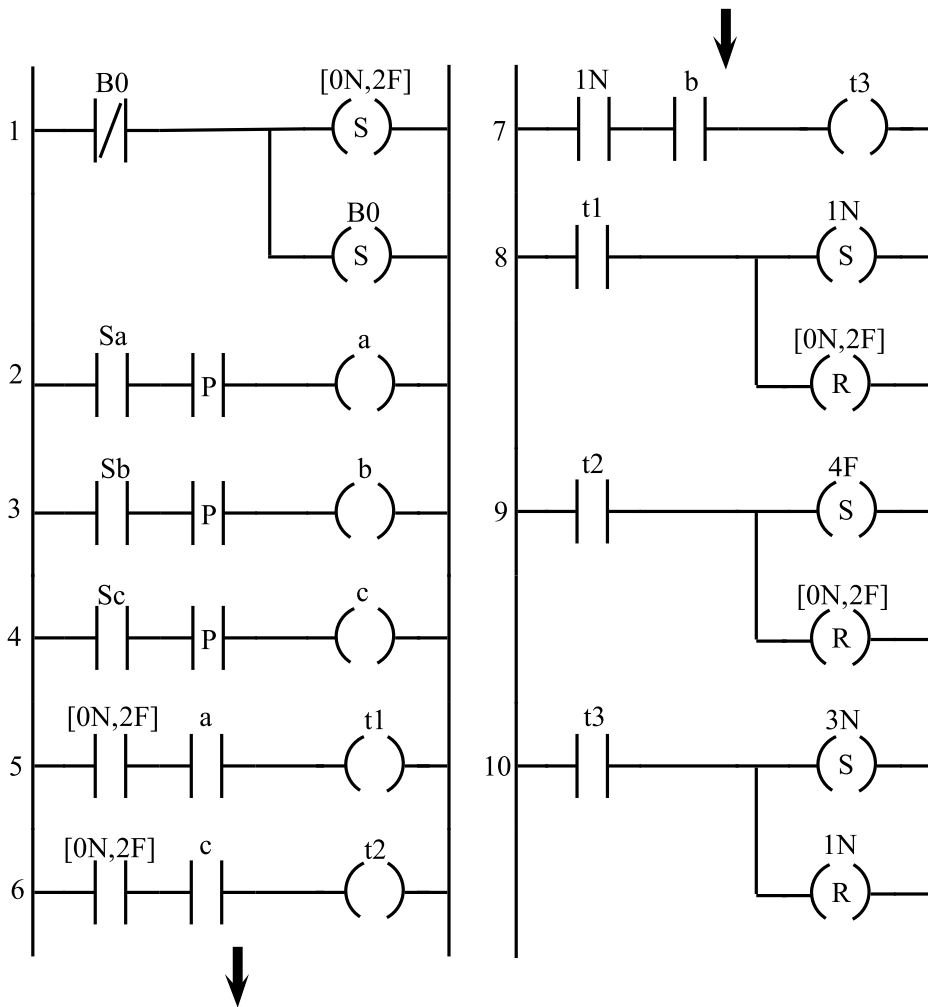 B0 [0N,2F]
1 S
B0
S
Sa a
2 P
Sb b
3 P
Sc c
4 P
[0N,2F] a t1
5
[0N,2F] c t2
6
1N b t3
7
t1 1N
8 S
[0N,2F]
R
t2 4F
9 S
[0N,2F]
R
t3 3N
10 S
1N
R